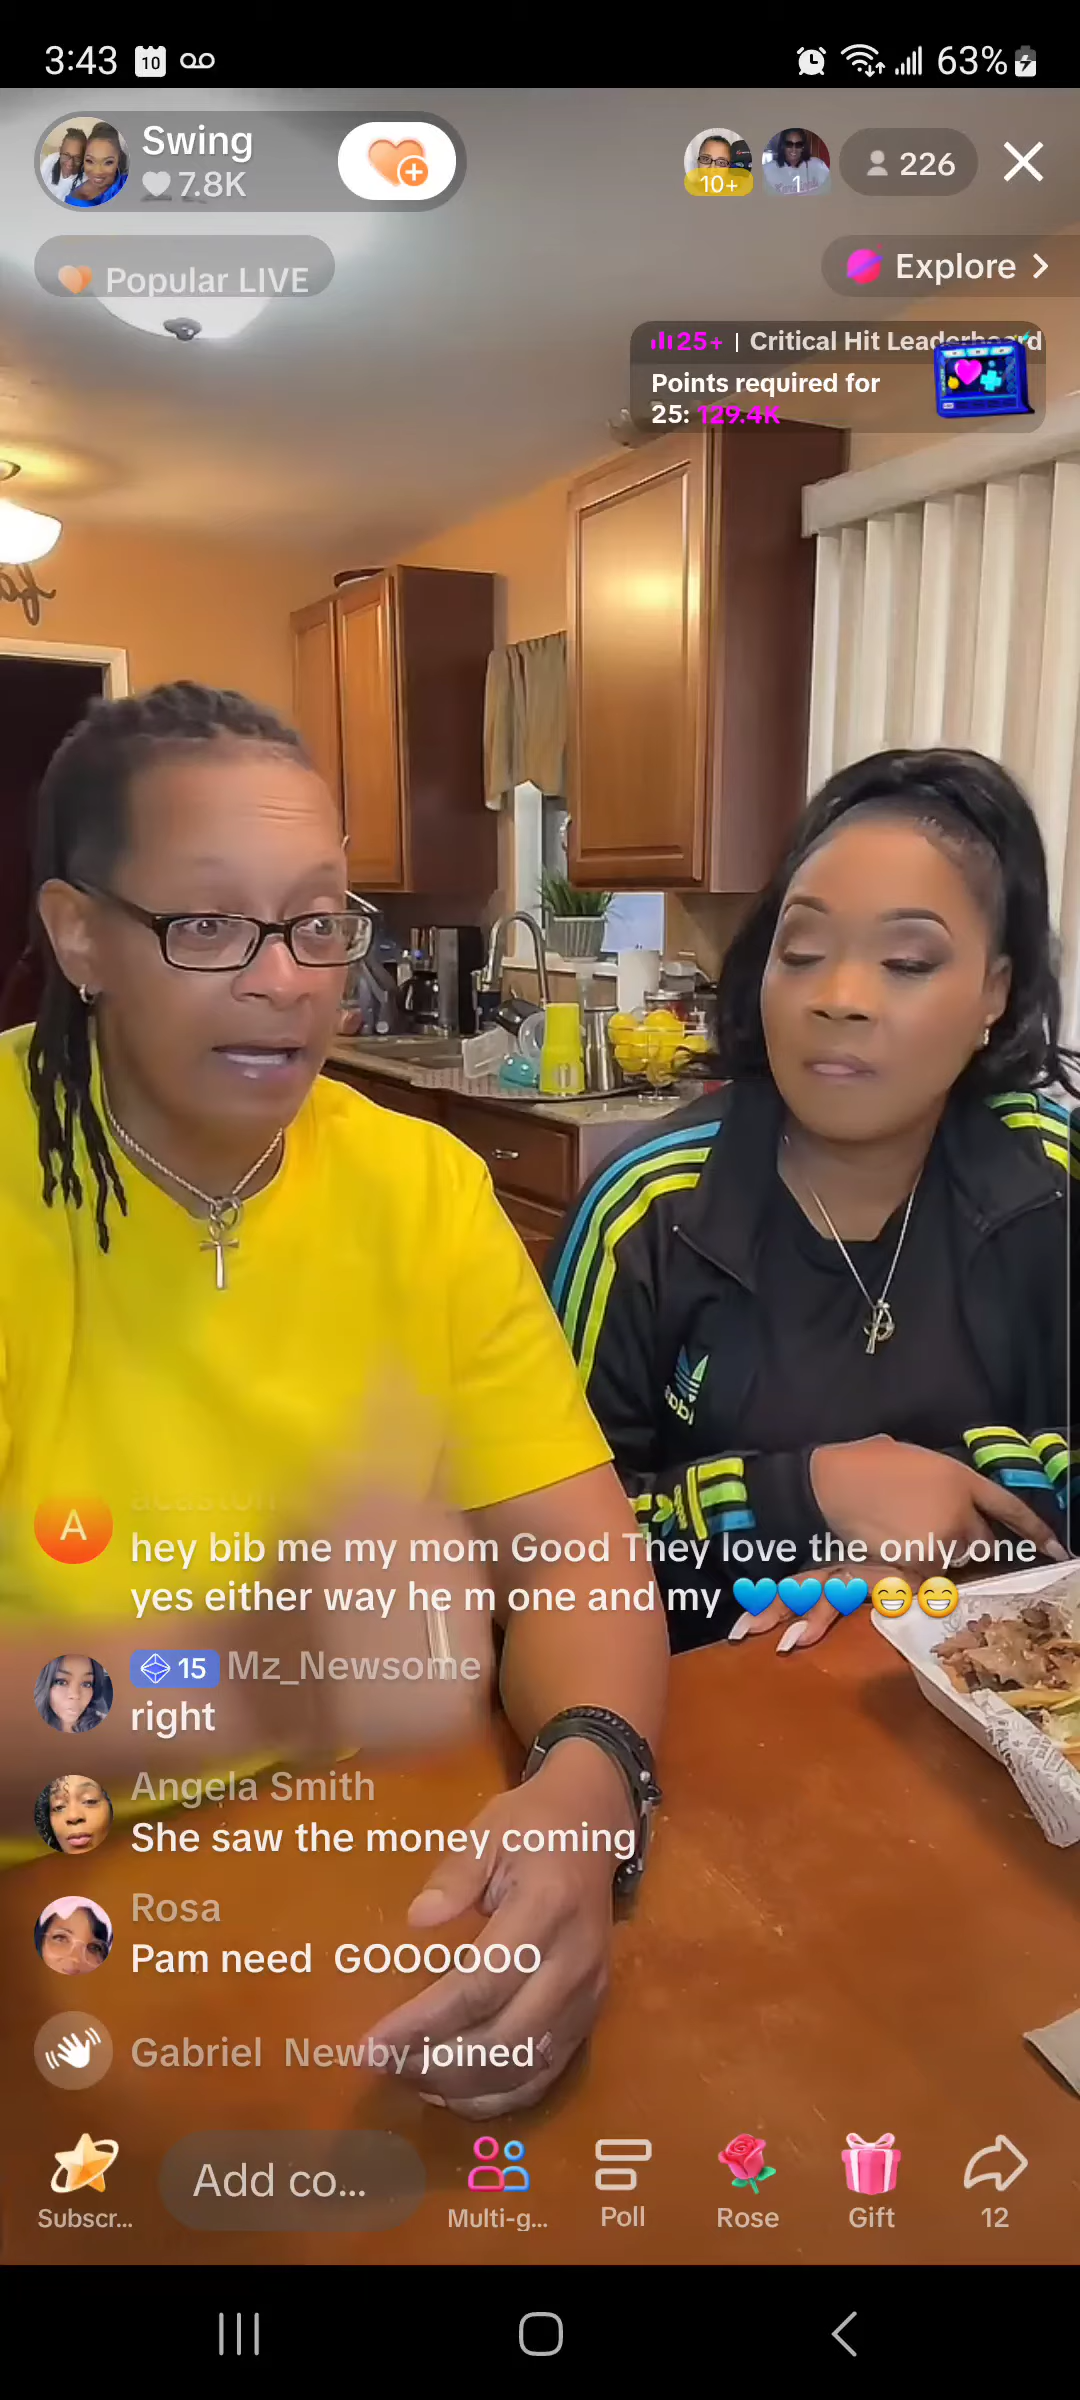 3:43 10 63%
Swing
7.8K
10+ 1 226
Popular LIVE
Explore
25+ | Critical Hit Leaderboard
Points required for
25: 129.4K
hey bib me my mom Good They love the only one
yes either way he m one and my 💙💙💙😁😁
A
15 Mz_Newsome
right
Angela Smith
She saw the money coming
Rosa
Pam need GOOOOOO
Gabriel Newby joined
Add co...
Subscr... Multi-g... Poll Rose Gift 12